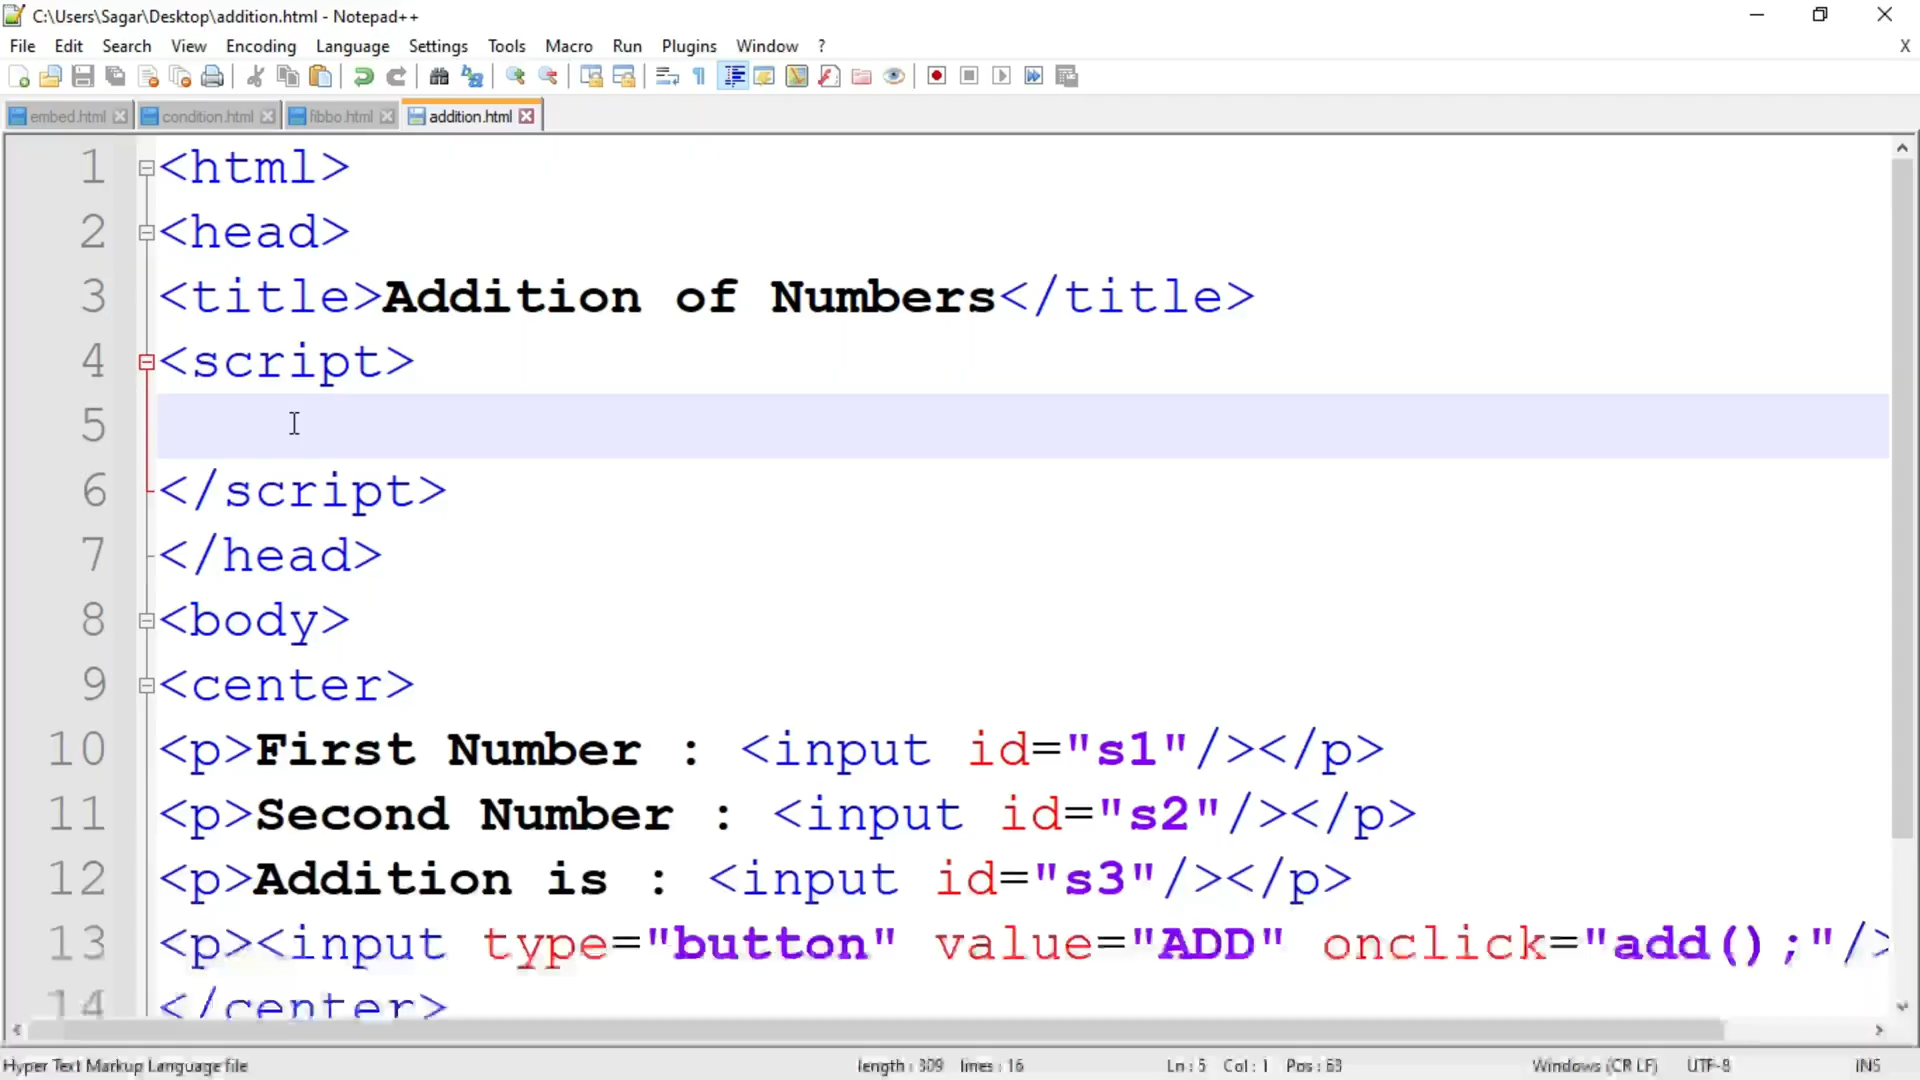 C:\Users\Sagar\Desktop\addition.html - Notepad++
File Edit Search View Encoding Language Settings Tools Macro Run Plugins Window ? X
embed.html condition.html fibbo.html addition.html
1 <html>
2 <head>
3 <title>Addition of Numbers</title>
4 <script>
5
6 </script>
7 </head>
8 <body>
9 <center>
10 <p>First Number : <input id="s1"/></p>
11 <p>Second Number : <input id="s2"/></p>
12 <p>Addition is : <input id="s3"/></p>
13 <p><input type="button" value="ADD" onclick="add();"/>
14 </center>
Hyper Text Markup Language file length : 309 lines : 16 Ln : 5 Col : 1 Pos : 63 Windows (CR LF) UTF-8 INS